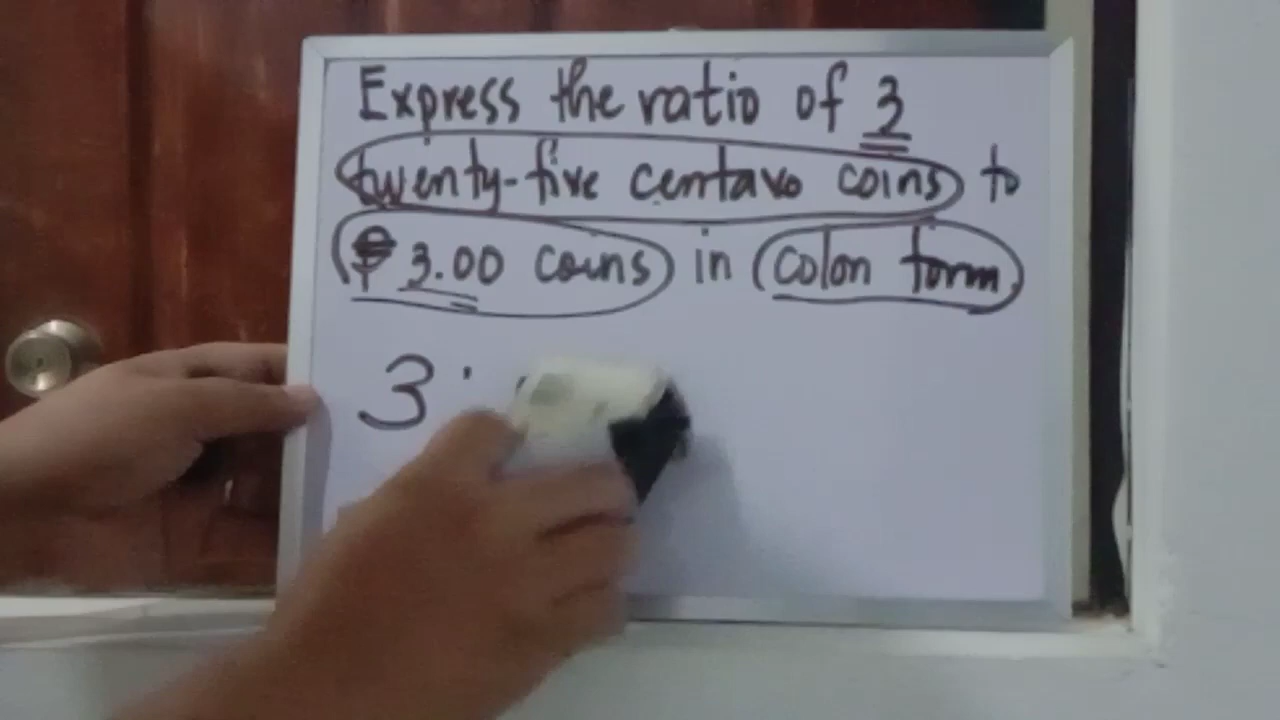 Express the ratio of 3
twenty-five centavo coins to
₱ 3.00 coins in colon form.
3